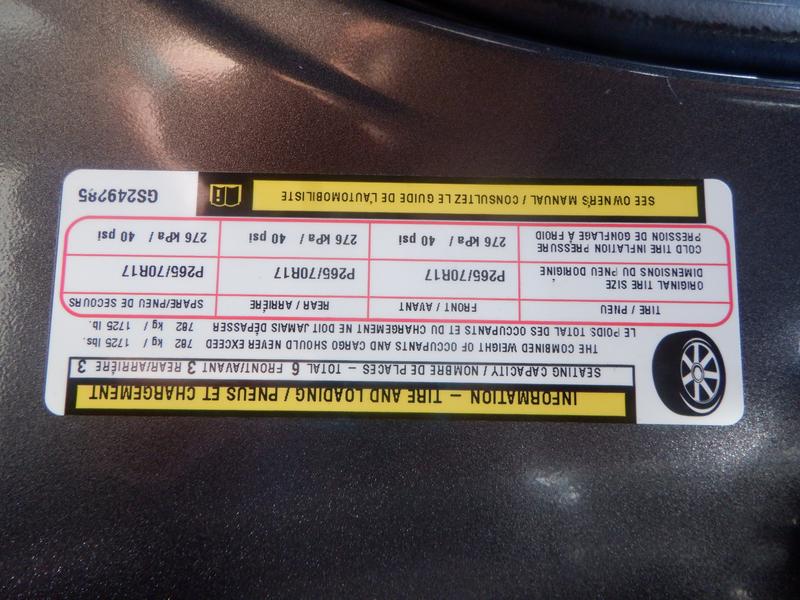 INFORMATION – TIRE AND LOADING / PNEUS ET CHARGEMENT
SEATING CAPACITY / NOMBRE DE PLACES – TOTAL 6 FRONT/AVANT 3 REAR/ARRIÈRE 3
THE COMBINED WEIGHT OF OCCUPANTS AND CARGO SHOULD NEVER EXCEED 782 kg / 1725 lbs.
LE POIDS TOTAL DES OCCUPANTS ET DU CHARGEMENT NE DOIT JAMAIS DÉPASSER 782 kg / 1725 lb.
TIRE / PNEU FRONT / AVANT REAR / ARRIÈRE SPARE/PNEU DE SECOURS
ORIGINAL TIRE SIZE
DIMENSIONS DU PNEU DORIGINE P265/70R17 P265/70R17 P265/70R17
COLD TIRE INFLATION PRESSURE
PRESSION DE GONFLAGE À FROID 276 kPa / 40 psi 276 kPa / 40 psi 276 kPa / 40 psi
SEE OWNER'S MANUAL / CONSULTEZ LE GUIDE DE L'AUTOMOBILISTE
GS249285